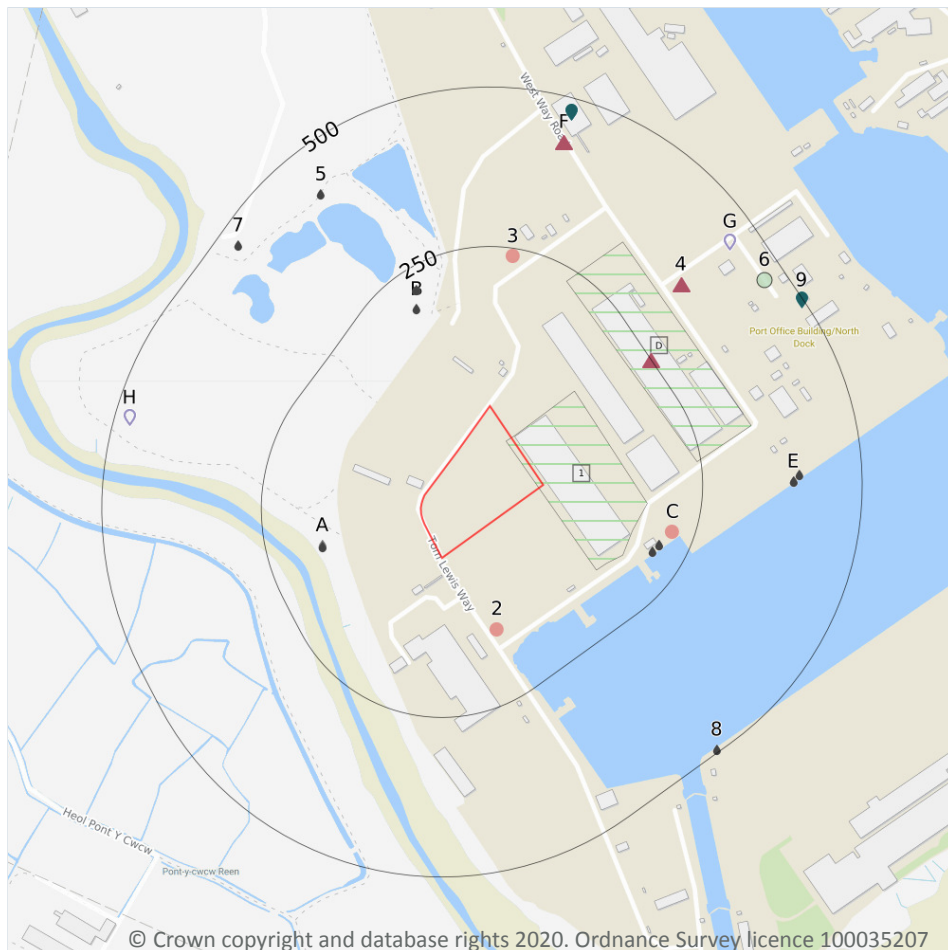 West Way Road
F
500
5
G
7
3
250
4
6
9
B
Port Office Building/North
Dock
D
H
1
E
C
A
Tom Lewis Way
2
8
Heol Pont Y Cwcw
Pont-y-cwcw Reen
© Crown copyright and database rights 2020. Ordnance Survey licence 100035207